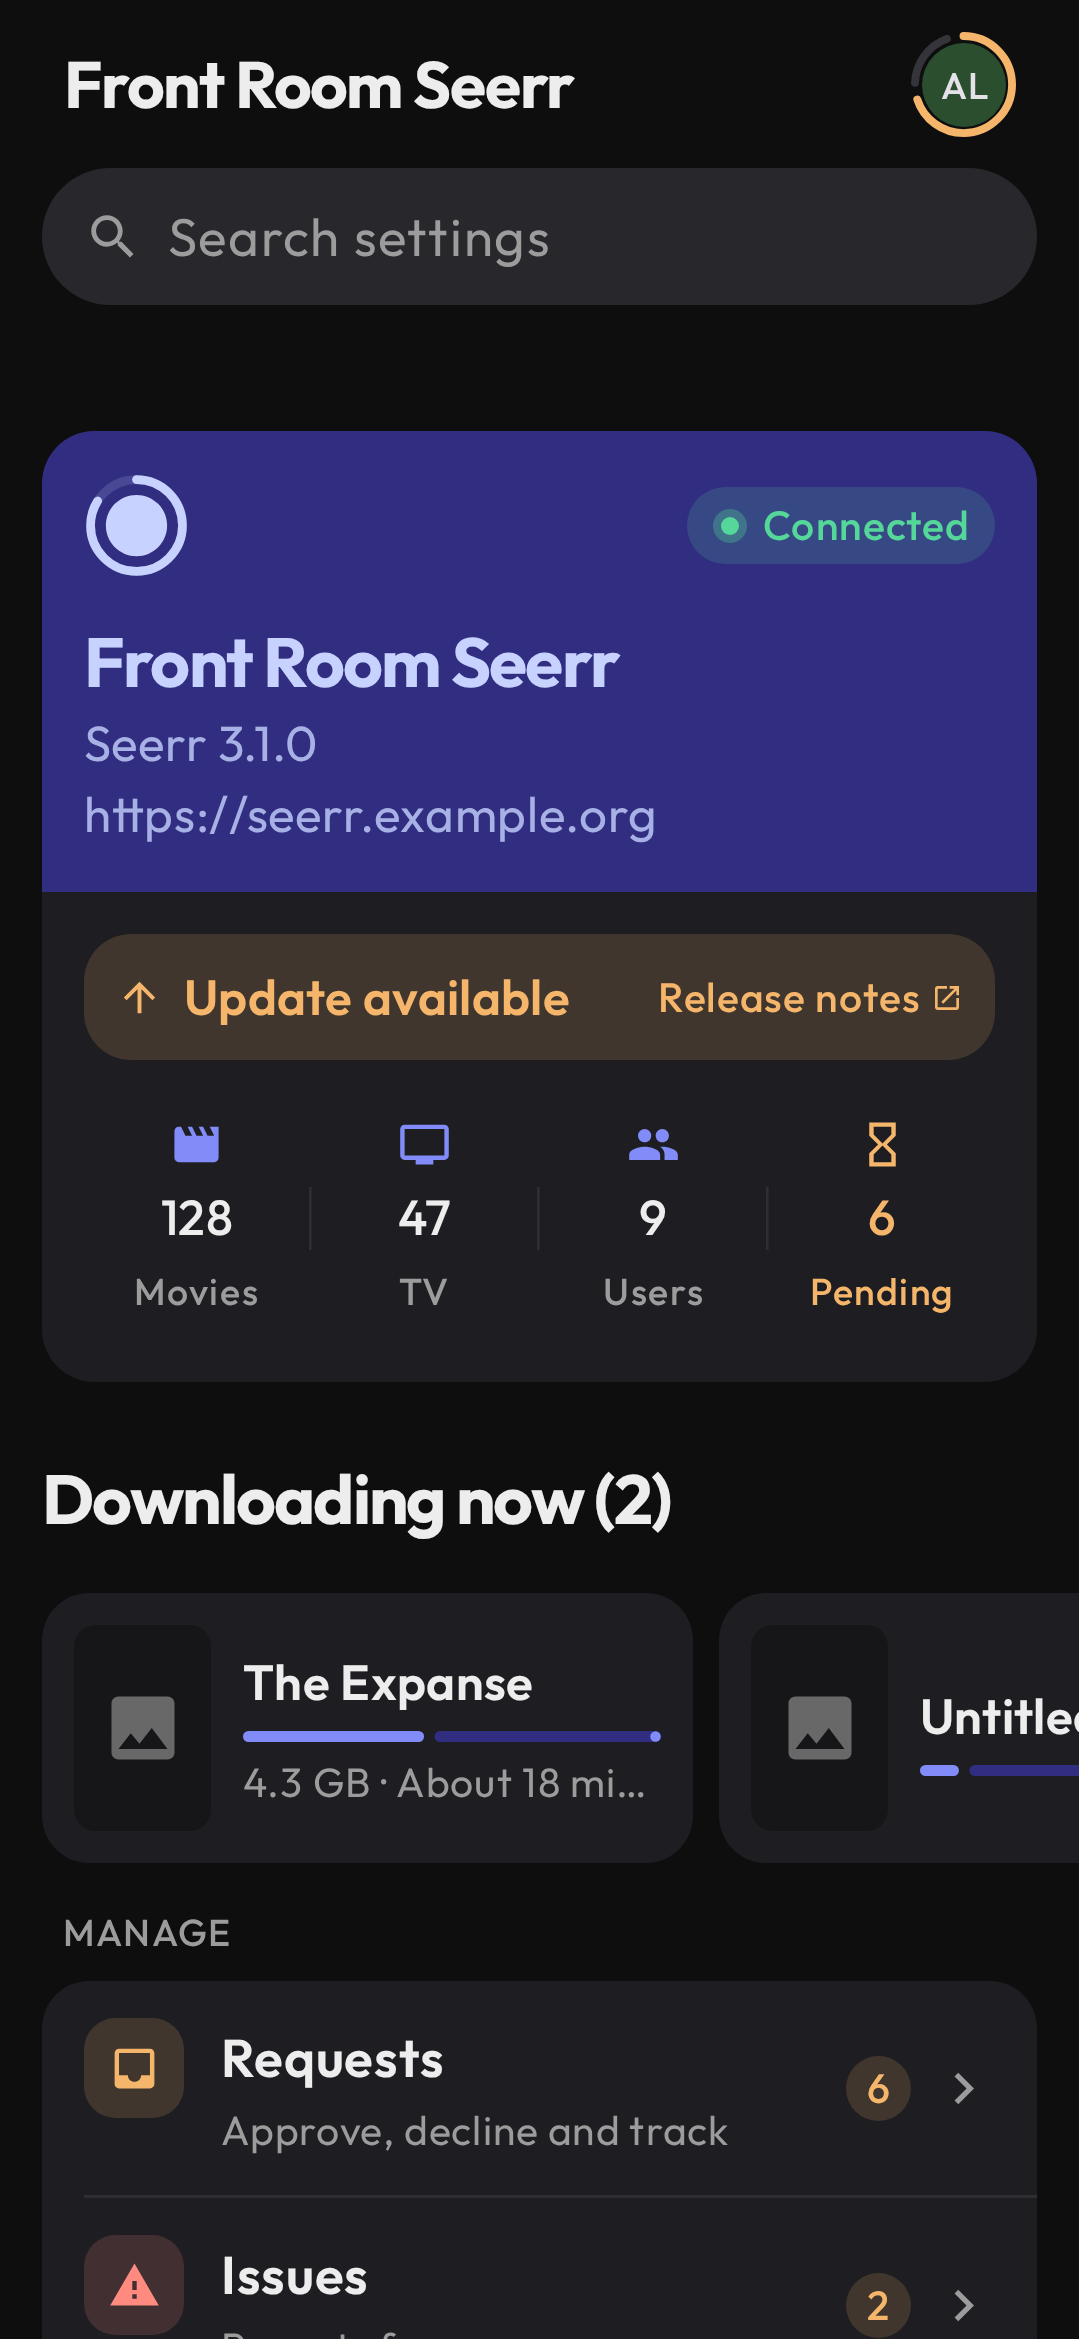 Front Room Seerr
AL
Search settings
Connected
Front Room Seerr
Seerr 3.1.0
https://seerr.example.org
Update available
Release notes
128
47
9
6
Movies
TV
Users
Pending
Downloading now (2)
The Expanse
4.3 GB · About 18 mi...
MANAGE
Requests
6
Approve, decline and track
Issues
2